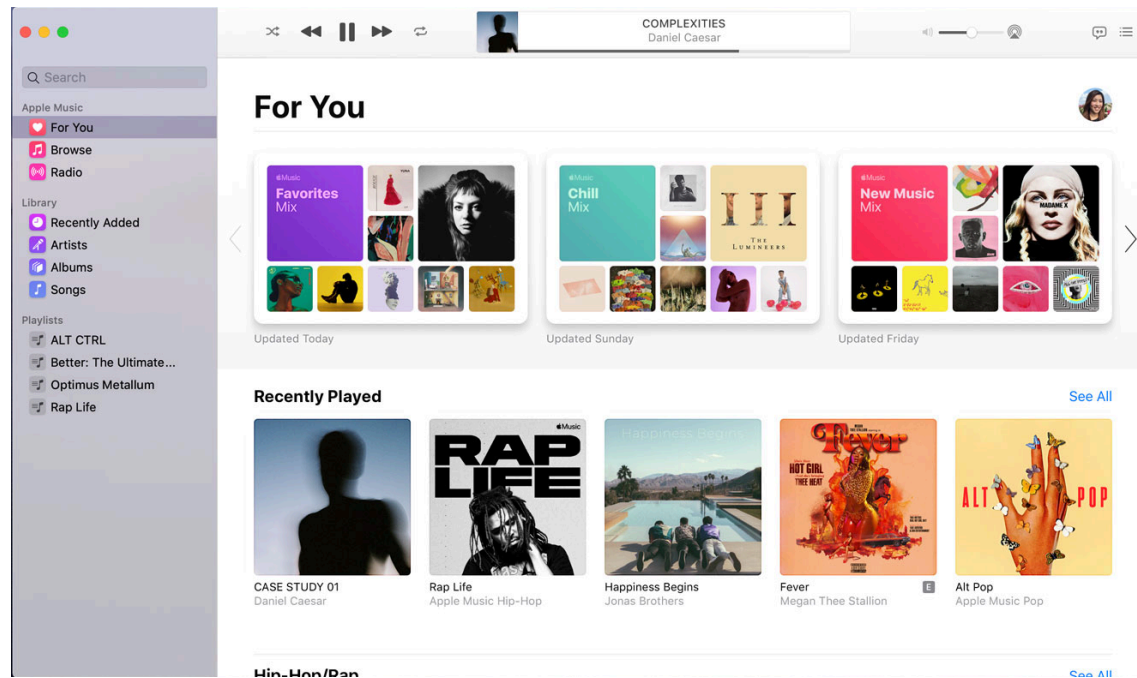 COMPLEXITIES
Daniel Caesar
Search
Apple Music
For You
Browse
Radio
Library
Recently Added
Artists
Albums
Songs
Playlists
ALT CTRL
Better: The Ultimate...
Optimus Metallum
Rap Life
For You
Music
Favorites
Mix
Updated Today
Music
Chill
Mix
III
THE
LUMINEERS
Updated Sunday
Music
New Music
Mix
MADAME X
Updated Friday
Recently Played
See All
CASE STUDY 01
Daniel Caesar
Music
RAP
LIFE
Rap Life
Apple Music Hip-Hop
Happiness Begins
Happiness Begins
Jonas Brothers
Fever
HOT GIRL
THEE HEAT
Fever
E
Megan Thee Stallion
ALT POP
Alt Pop
Apple Music Pop
Hip-Hop/Rap
See All